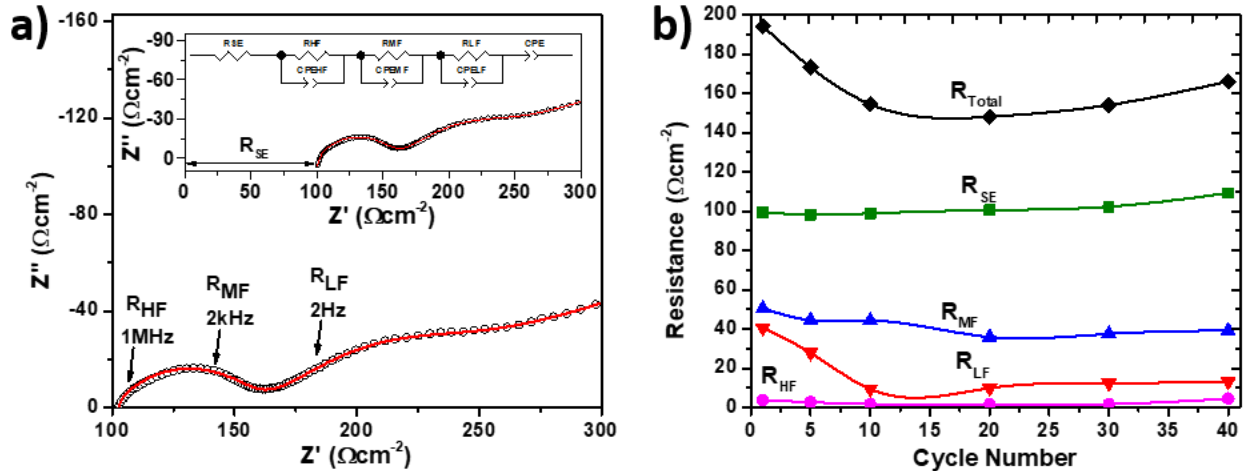 a)
-160
-120
-80
-40
0
Z'' (Ωcm⁻²)
100
150
200
250
300
Z' (Ωcm⁻²)
R_HF
1MHz
R_MF
2kHz
R_LF
2Hz
-90
-60
-30
0
Z'' (Ωcm⁻²)
RSE
RHF
RMF
RLF
CPE
CPEHF
CPEMF
CPELF
R_SE
0
50
100
150
200
250
300
Z' (Ωcm⁻²)
b)
200
180
160
140
120
100
80
60
40
20
0
Resistance (Ωcm⁻²)
R_Total
R_SE
R_MF
R_LF
R_HF
0
5
10
15
20
25
30
35
40
Cycle Number